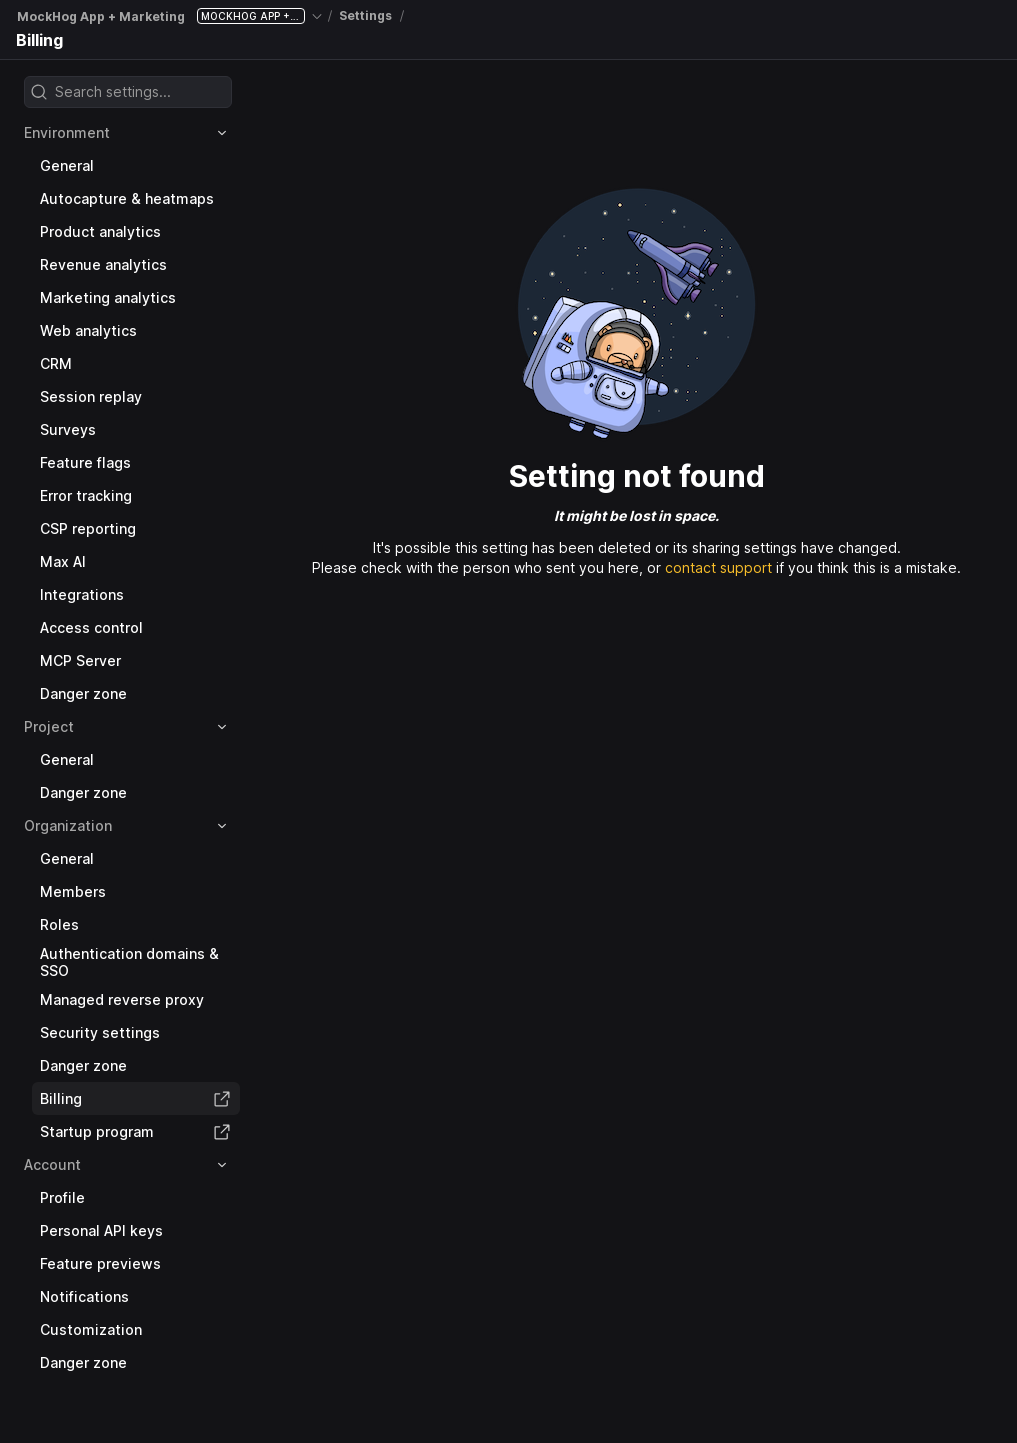 MockHog App + Marketing MOCKHOG APP +... / Settings /
Billing
Search settings...
Environment
General
Autocapture & heatmaps
Product analytics
Revenue analytics
Marketing analytics
Web analytics
CRM
Session replay
Surveys
Feature flags
Error tracking
CSP reporting
Max AI
Integrations
Access control
MCP Server
Danger zone
Project
General
Danger zone
Organization
General
Members
Roles
Authentication domains &
SSO
Managed reverse proxy
Security settings
Danger zone
Billing
Startup program
Account
Profile
Personal API keys
Feature previews
Notifications
Customization
Danger zone
Setting not found
It might be lost in space.
It's possible this setting has been deleted or its sharing settings have changed.
Please check with the person who sent you here, or contact support if you think this is a mistake.